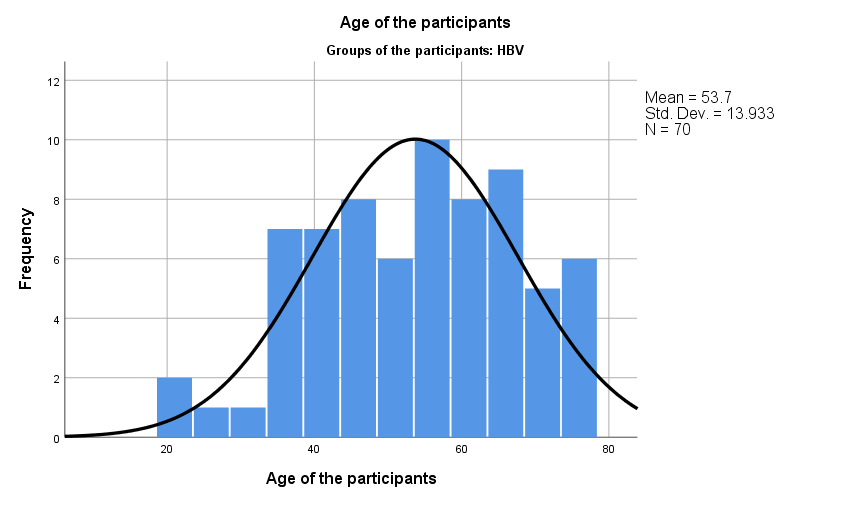 Age of the participants
Groups of the participants: HBV
Mean = 53.7
Std. Dev. = 13.933
N = 70
Frequency
12
10
8
6
4
2
0
20 40 60 80
Age of the participants